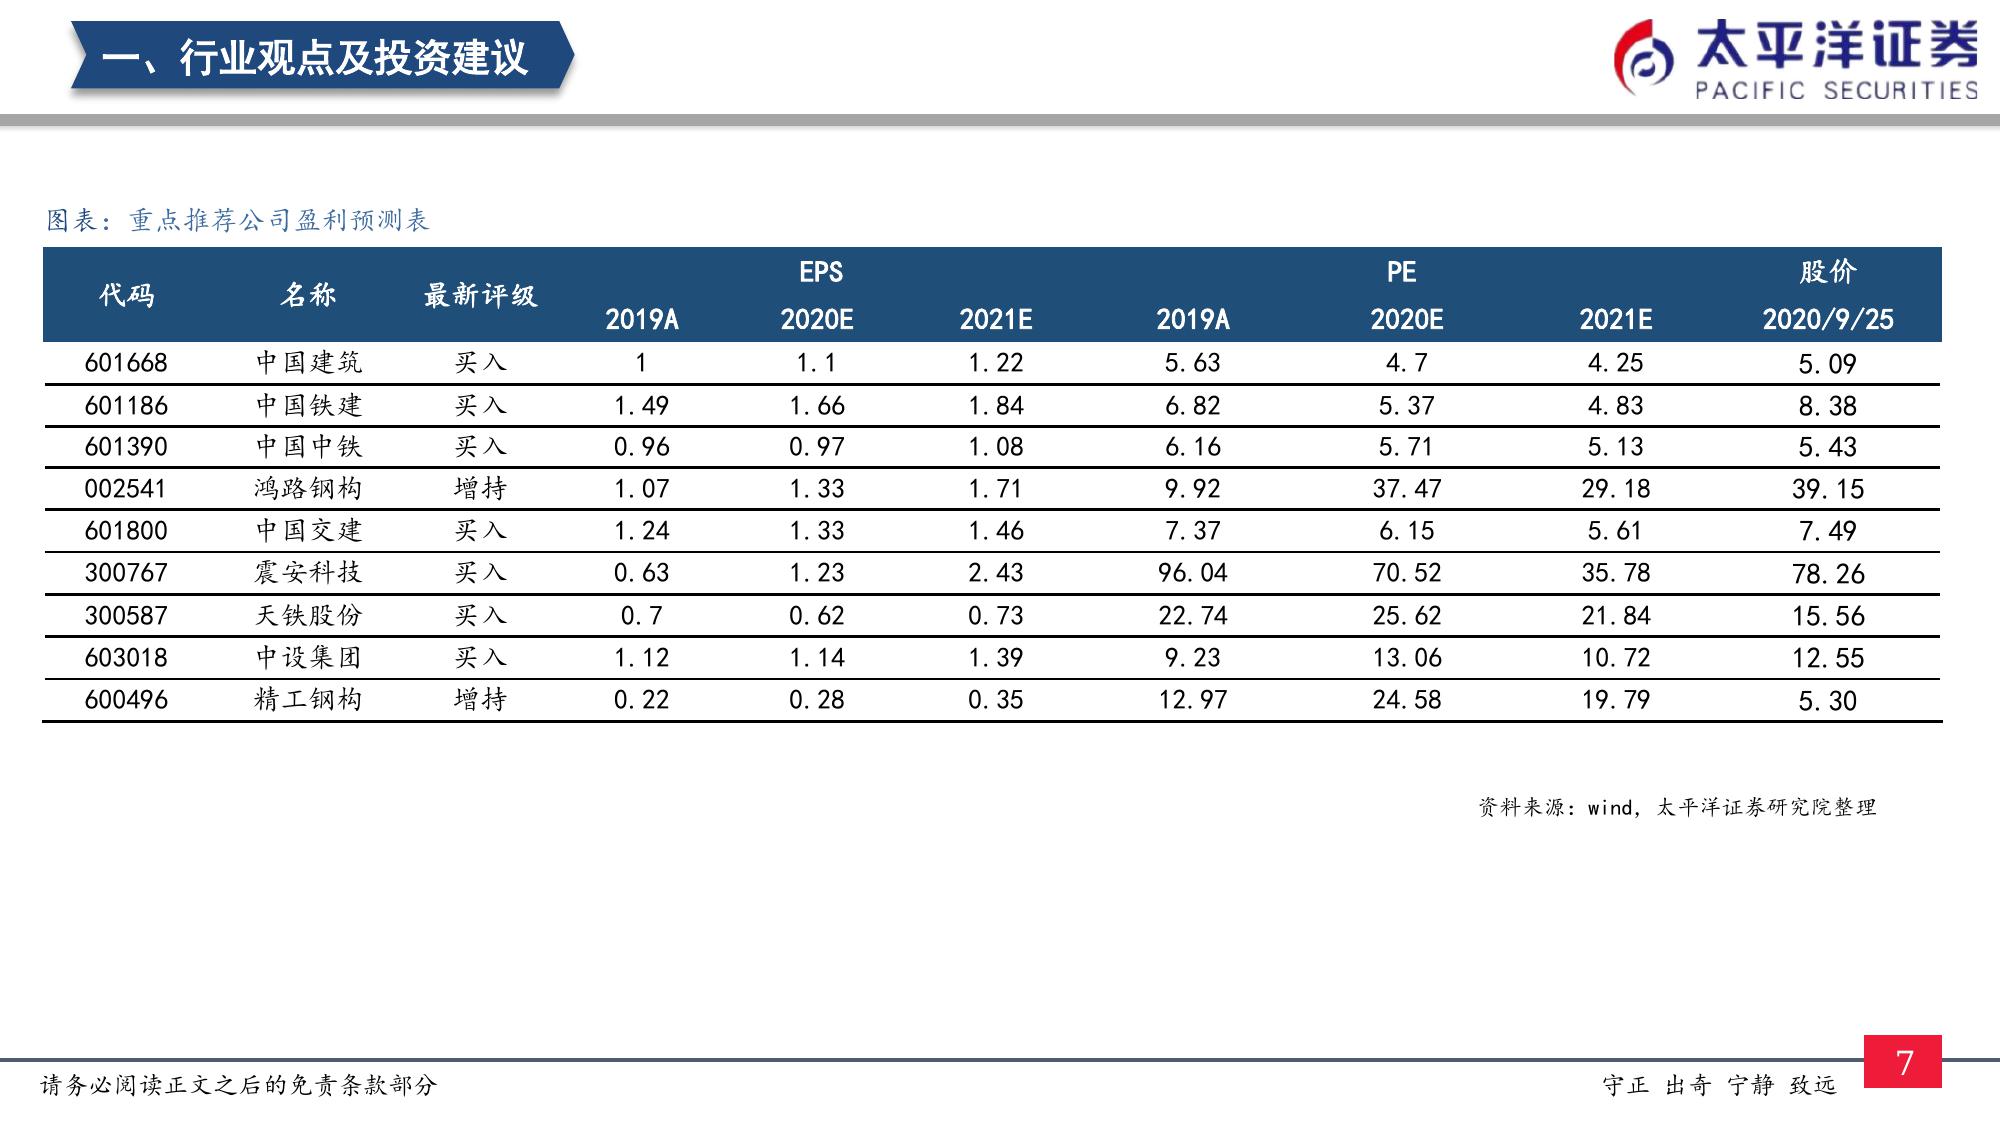 一、行业观点及投资建议
太平洋证券
PACIFIC SECURITIES
图表：重点推荐公司盈利预测表
代码 名称 最新评级 EPS PE 股价
2019A 2020E 2021E 2019A 2020E 2021E 2020/9/25
601668 中国建筑 买入 1 1.1 1.22 5.63 4.7 4.25 5.09
601186 中国铁建 买入 1.49 1.66 1.84 6.82 5.37 4.83 8.38
601390 中国中铁 买入 0.96 0.97 1.08 6.16 5.71 5.13 5.43
002541 鸿路钢构 增持 1.07 1.33 1.71 9.92 37.47 29.18 39.15
601800 中国交建 买入 1.24 1.33 1.46 7.37 6.15 5.61 7.49
300767 震安科技 买入 0.63 1.23 2.43 96.04 70.52 35.78 78.26
300587 天铁股份 买入 0.7 0.62 0.73 22.74 25.62 21.84 15.56
603018 中设集团 买入 1.12 1.14 1.39 9.23 13.06 10.72 12.55
600496 精工钢构 增持 0.22 0.28 0.35 12.97 24.58 19.79 5.30
资料来源：wind，太平洋证券研究院整理
请务必阅读正文之后的免责条款部分
守正 出奇 宁静 致远
7